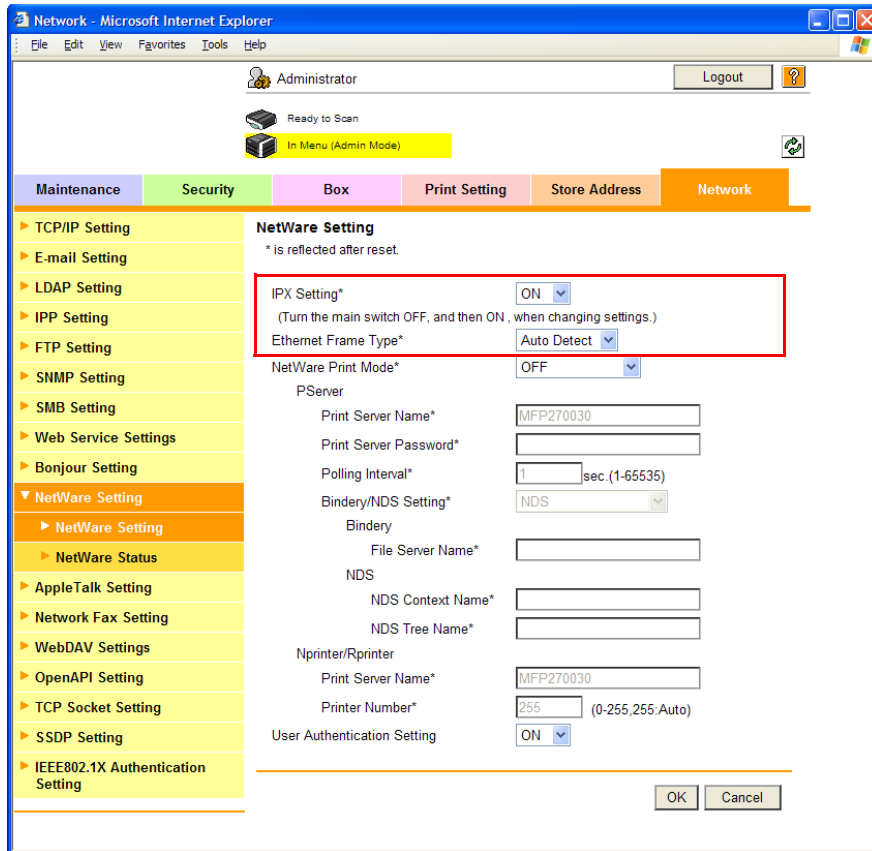 Network - Microsoft Internet Explorer
File Edit View Favorites Tools Help
Administrator
Logout
?
Ready to Scan
In Menu (Admin Mode)
Maintenance Security Box Print Setting Store Address Network
TCP/IP Setting
E-mail Setting
LDAP Setting
IPP Setting
FTP Setting
SNMP Setting
SMB Setting
Web Service Settings
Bonjour Setting
NetWare Setting
NetWare Setting
NetWare Status
AppleTalk Setting
Network Fax Setting
WebDAV Settings
OpenAPI Setting
TCP Socket Setting
SSDP Setting
IEEE802.1X Authentication
Setting
NetWare Setting
* is reflected after reset.
IPX Setting* ON
(Turn the main switch OFF, and then ON , when changing settings.)
Ethernet Frame Type* Auto Detect
NetWare Print Mode* OFF
PServer
Print Server Name* MFP270030
Print Server Password*
Polling Interval* 1 sec.(1-65535)
Bindery/NDS Setting* NDS
Bindery
File Server Name*
NDS
NDS Context Name*
NDS Tree Name*
Nprinter/Rprinter
Print Server Name* MFP270030
Printer Number* 255 (0-255,255:Auto)
User Authentication Setting ON
OK Cancel